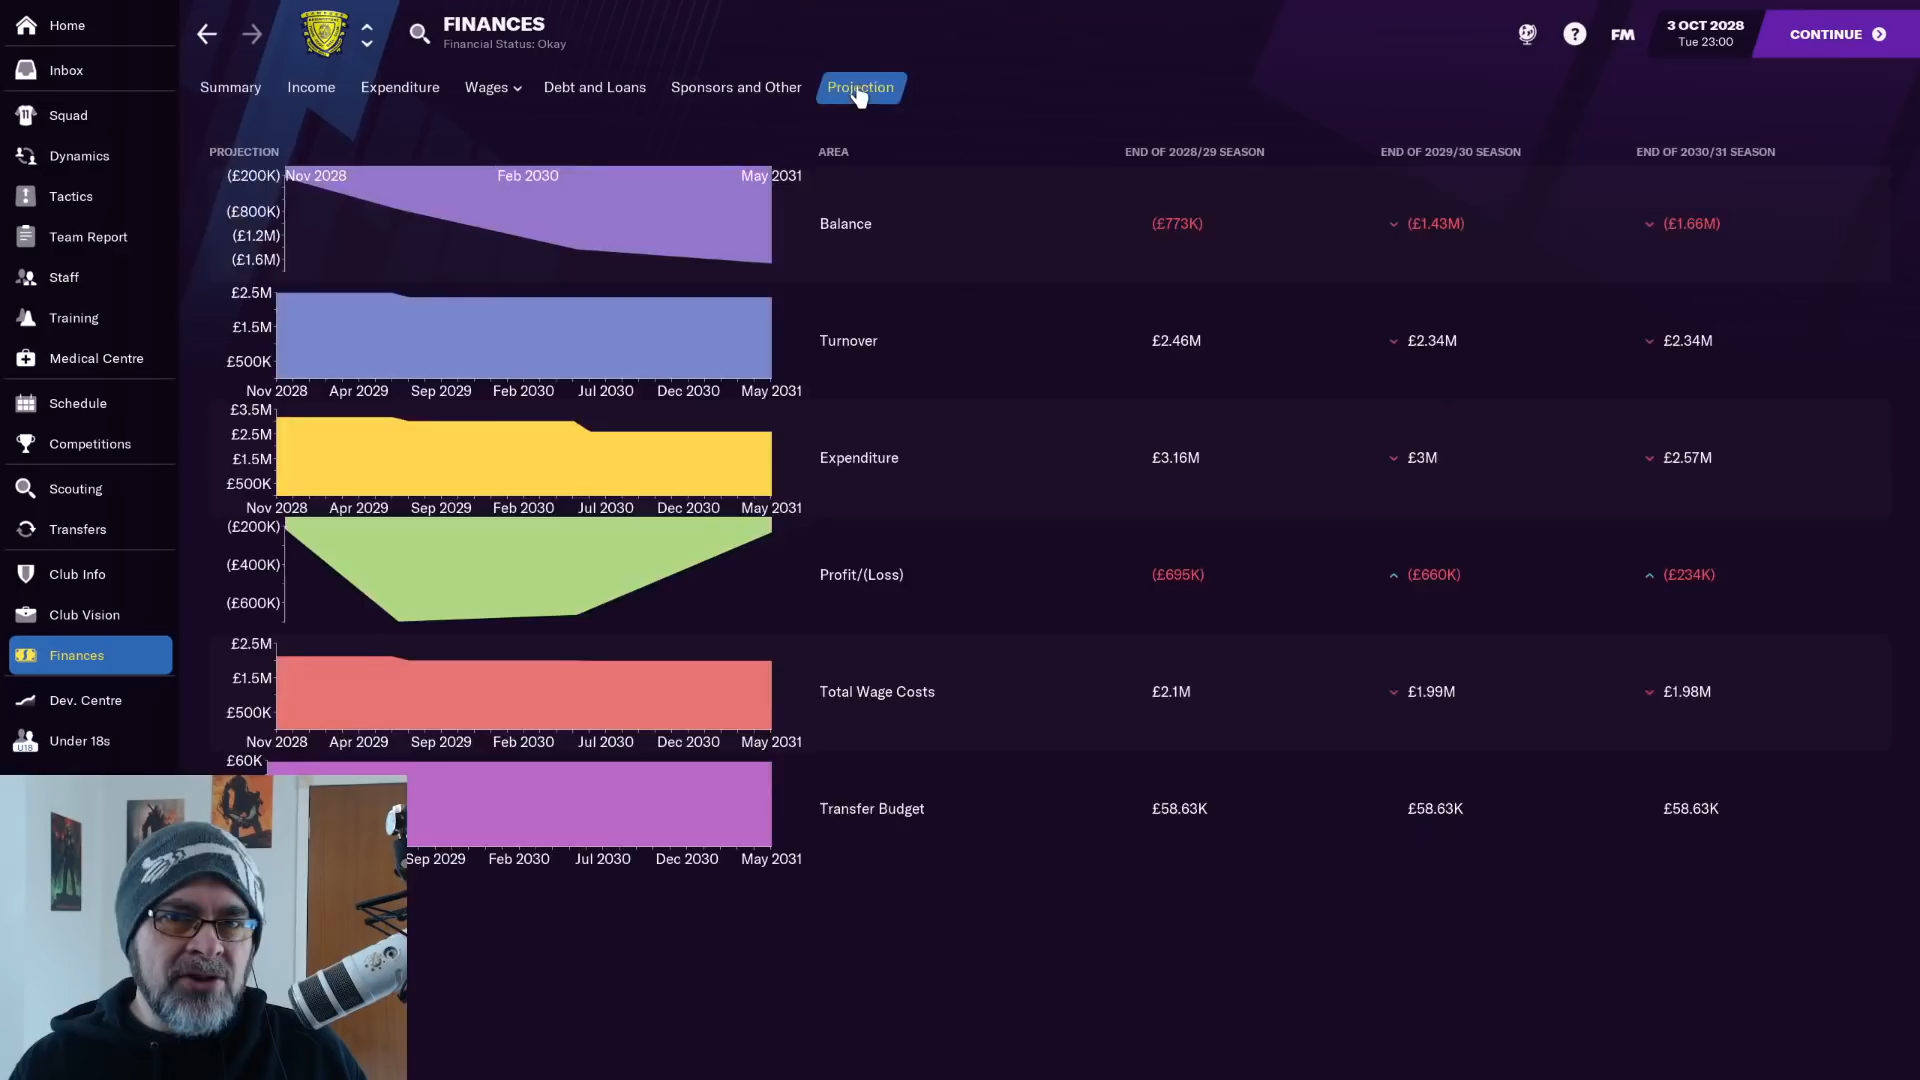 Home
Inbox
Squad
Dynamics
Tactics
Team Report
Staff
Training
Medical Centre
Schedule
Competitions
Scouting
Transfers
Club Info
Club Vision
Finances
Dev. Centre
Under 18s
U18
FINANCES
Financial Status: Okay
FM
3 OCT 2028
Tue 23:00
CONTINUE
Summary Income Expenditure Wages Debt and Loans Sponsors and Other Projection
PROJECTION AREA END OF 2028/29 SEASON END OF 2029/30 SEASON END OF 2030/31 SEASON
(£200K) Nov 2028 Feb 2030 May 2031
(£800K)
(£1.2M)
(£1.6M)
Balance (£773K) (£1.43M) (£1.66M)
£2.5M
£1.5M
£500K
Nov 2028 Apr 2029 Sep 2029 Feb 2030 Jul 2030 Dec 2030 May 2031
Turnover £2.46M £2.34M £2.34M
£3.5M
£2.5M
£1.5M
£500K
Nov 2028 Apr 2029 Sep 2029 Feb 2030 Jul 2030 Dec 2030 May 2031
Expenditure £3.16M £3M £2.57M
(£200K)
(£400K)
(£600K)
Profit/(Loss) (£695K) (£660K) (£234K)
£2.5M
£1.5M
£500K
Nov 2028 Apr 2029 Sep 2029 Feb 2030 Jul 2030 Dec 2030 May 2031
Total Wage Costs £2.1M £1.99M £1.98M
£60K
Sep 2029 Feb 2030 Jul 2030 Dec 2030 May 2031
Transfer Budget £58.63K £58.63K £58.63K